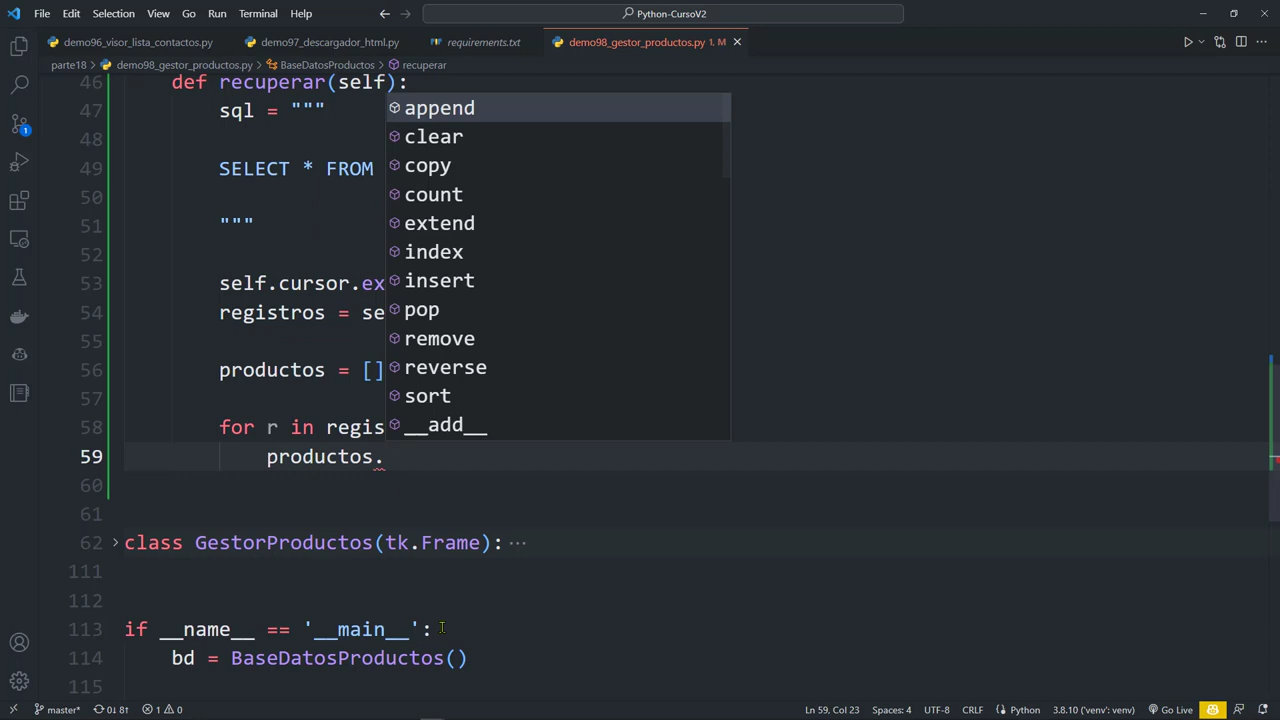 File Edit Selection View Go Run Terminal Help Python-CursoV2
demo96_visor_lista_contactos.py demo97_descargador_html.py requirements.txt demo98_gestor_productos.py 1, M
parte18 > demo98_gestor_productos.py > BaseDatosProductos > recuperar
46 def recuperar(self):
47 sql = """
48
49 SELECT * FROM
50
51 """
52
53 self.cursor.ex
54 registros = se
55
56 productos = []
57
58 for r in regis
59 productos.
60
61
62 class GestorProductos(tk.Frame): ···
111
112
113 if __name__ == '__main__':
114 bd = BaseDatosProductos()
115
append
clear
copy
count
extend
index
insert
pop
remove
reverse
sort
__add__
1
master* 0↓ 8↑ 1 0 Ln 59, Col 23 Spaces: 4 UTF-8 CRLF Python 3.8.10 ('venv': venv) Go Live